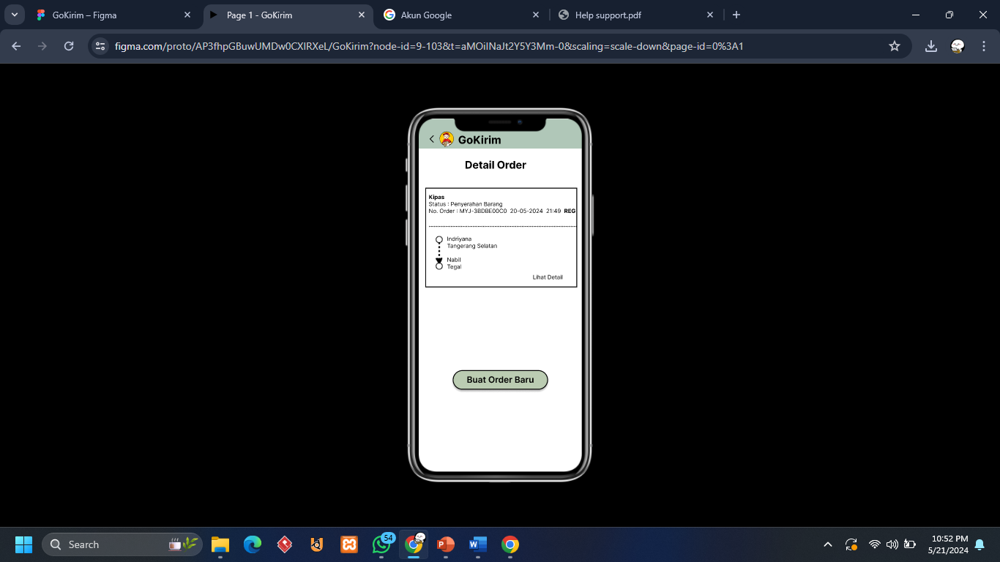 GoKirim – Figma
Page 1 - GoKirim
Akun Google
Help support.pdf
figma.com/proto/AP3fhpGBuwUMDw0CXlRXeL/GoKirim?node-id=9-103&t=aMOilNaJt2Y5Y3Mm-0&scaling=scale-down&page-id=0%3A1
GoKirim
Detail Order
Kipas
Status : Penyerahan Barang
No. Order : MYJ-3BDBE00C0 20-05-2024 21:49 REG
Indriyana
Tangerang Selatan
Nabil
Tegal
Lihat Detail
Buat Order Baru
Search
54
10:52 PM
5/21/2024